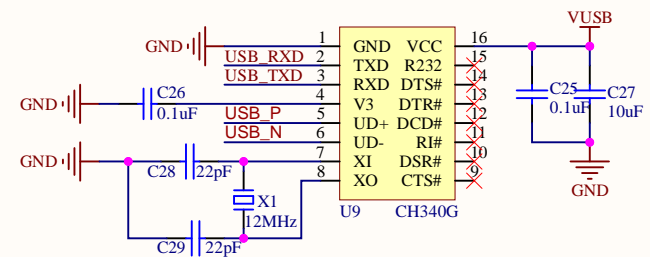 VUSB
GND 1 GND VCC 16
USB_RXD 2 TXD R232 15
USB_TXD 3 RXD DTS# 14
C26
GND 0.1uF 4 V3 DTR# 13
C25 C27
0.1uF 10uF
USB_P 5 UD+ DCD# 12
USB_N 6 UD- RI# 11
GND 7 XI DSR# 10
C28 22pF 8 XO CTS# 9
GND
X1
12MHz
U9 CH340G
C29 22pF